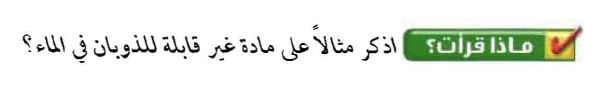 ماذا قرأت؟ اذكر مثالاً على مادة غير قابلة للذوبان في الماء؟